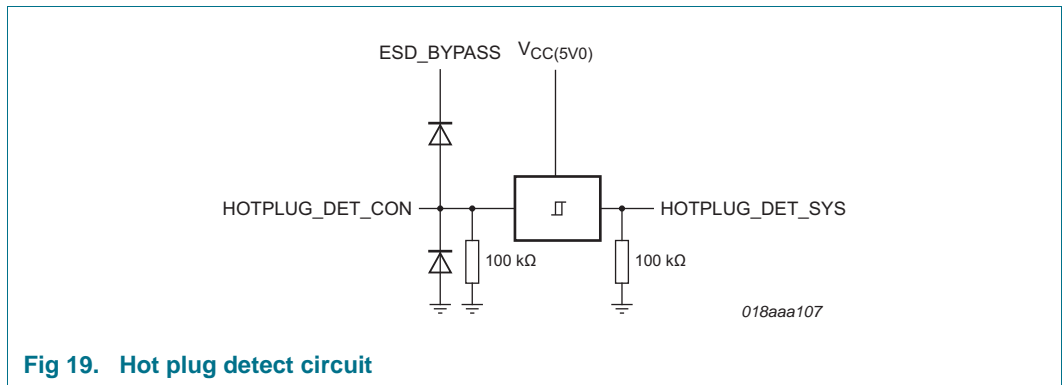 ESD_BYPASS VCC(5V0)
HOTPLUG_DET_CON
HOTPLUG_DET_SYS
100 kΩ
100 kΩ
018aaa107
Fig 19. Hot plug detect circuit